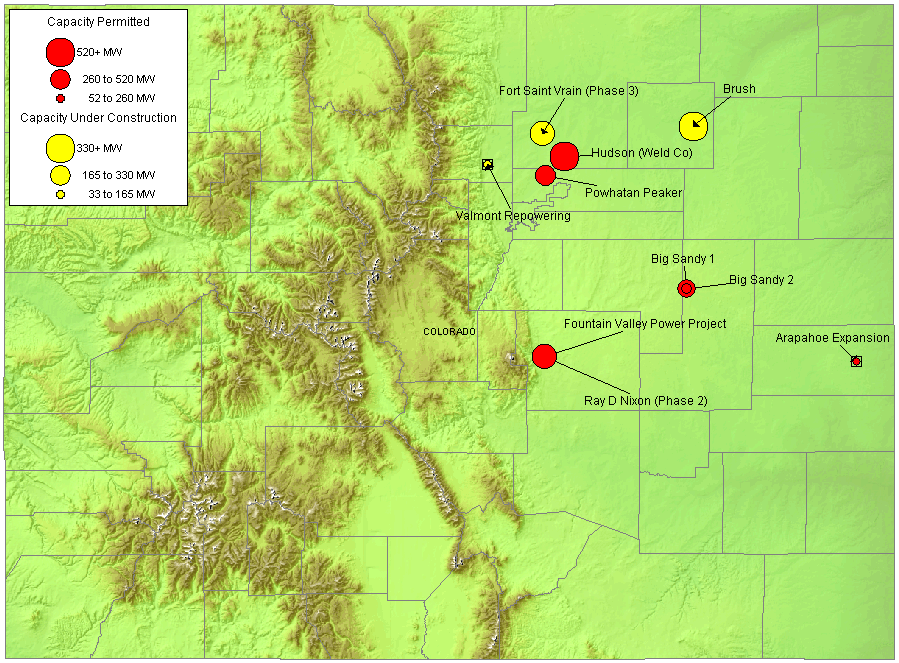 Capacity Permitted
520+ MW
260 to 520 MW
52 to 260 MW
Capacity Under Construction
330+ MW
165 to 330 MW
33 to 165 MW
Fort Saint Vrain (Phase 3)
Brush
Hudson (Weld Co)
Powhatan Peaker
Valmont Repowering
Big Sandy 1
Big Sandy 2
Fountain Valley Power Project
COLORADO
Arapahoe Expansion
Ray D Nixon (Phase 2)